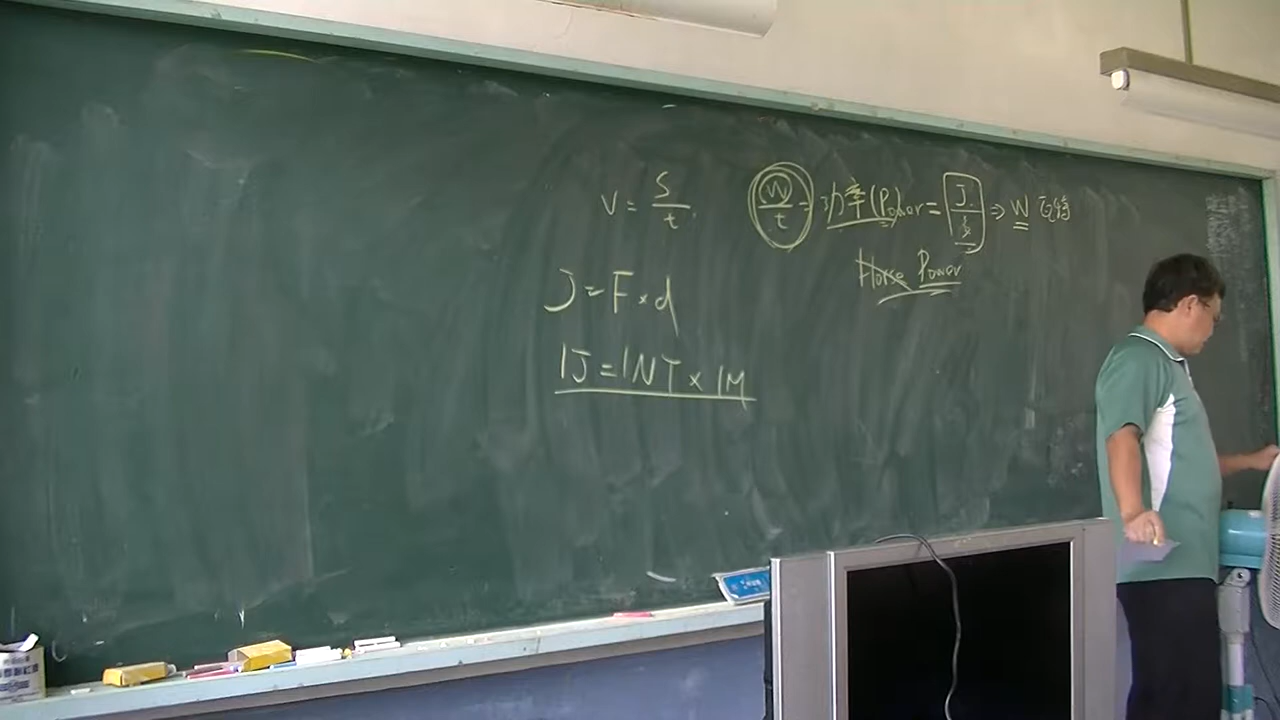 V = S/t
W/t = 功率(Power) = J/s ⇒ W 瓦特
Horse Power
J = F × d
1J = 1NT × 1M